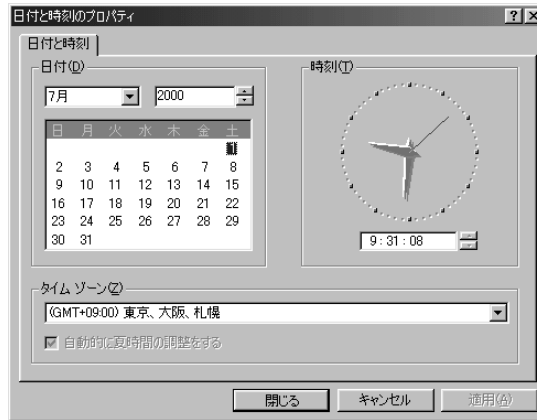 日付と時刻のプロパティ
日付と時刻
日付(D)
7月
2000
日 月 火 水 木 金 土
1
2 3 4 5 6 7 8
9 10 11 12 13 14 15
16 17 18 19 20 21 22
23 24 25 26 27 28 29
30 31
時刻(T)
9:31:08
タイム ゾーン(Z)
(GMT+09:00) 東京、大阪、札幌
自動的に夏時間の調整をする
閉じる
キャンセル
適用(A)